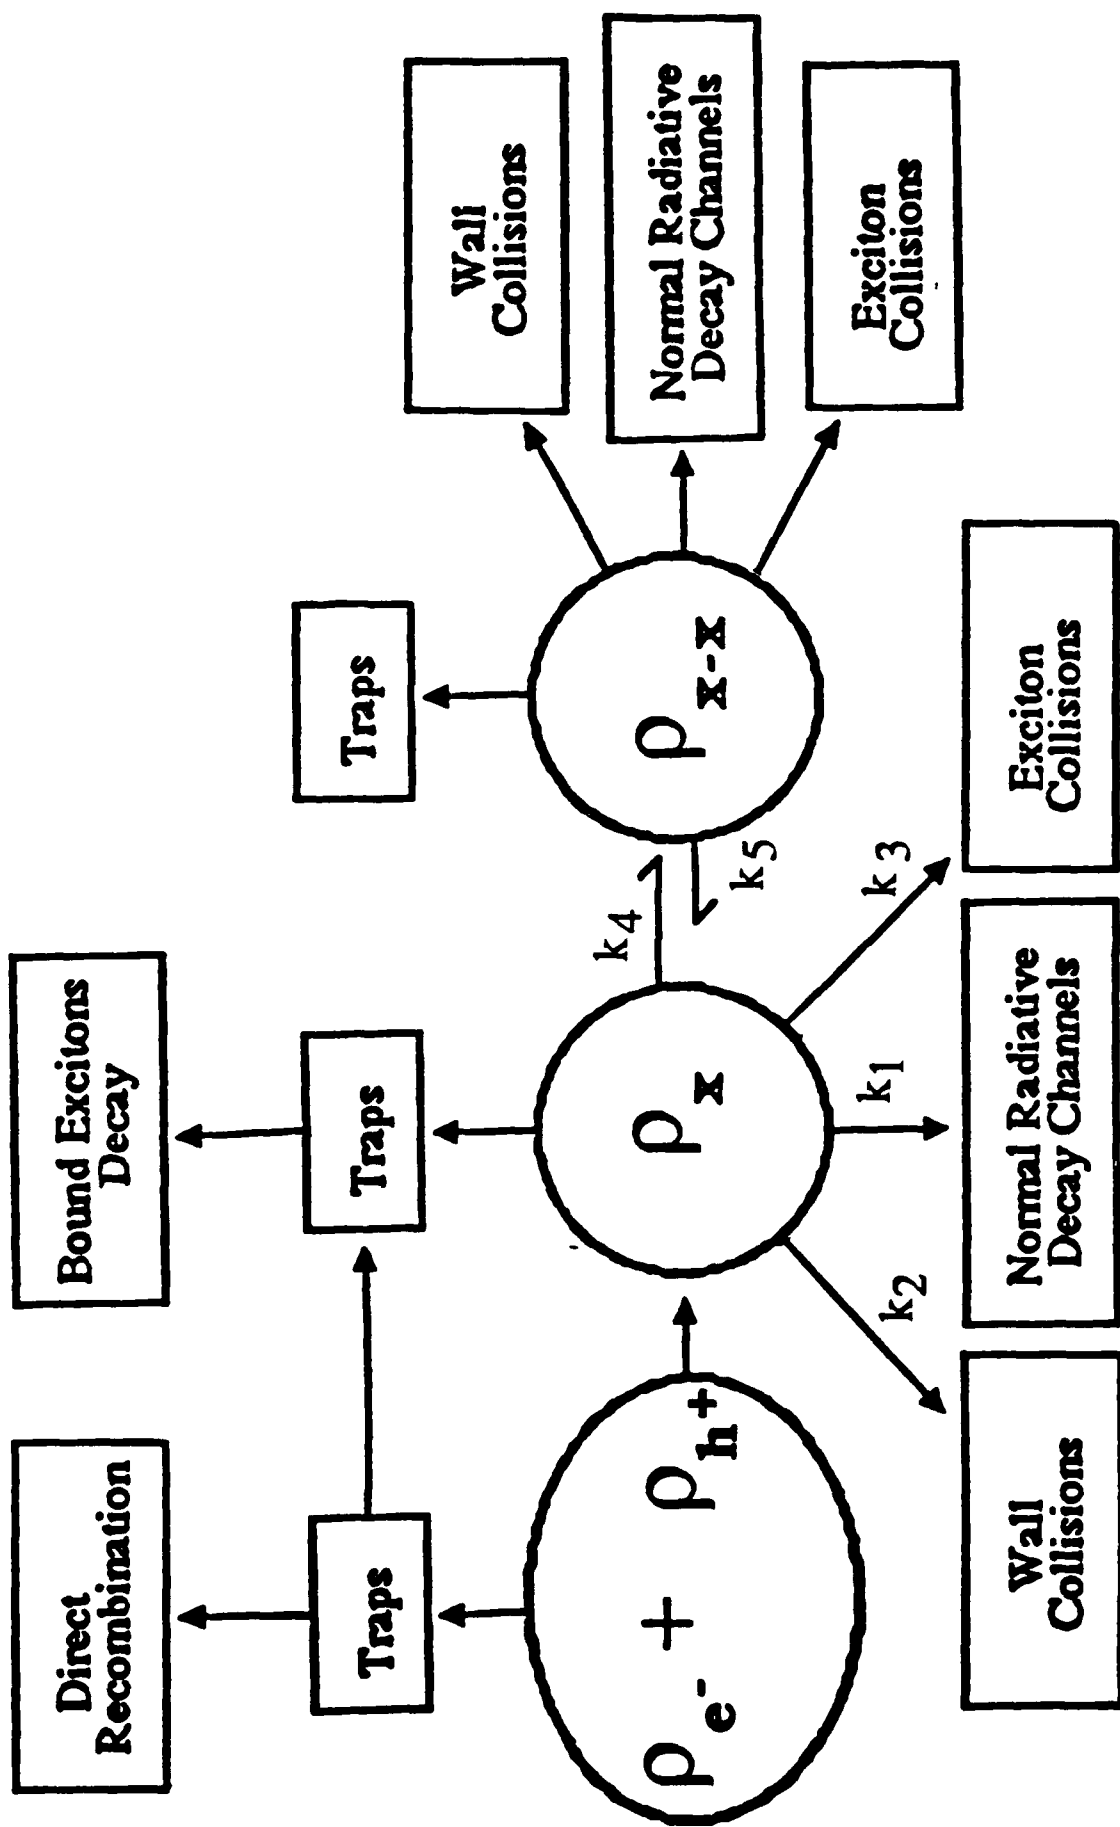 Direct
Recombination
Bound Excitons
Decay
Traps
Traps
Traps
Wall
Collisions
Normal Radiative
Decay Channels
Exciton
Collisions
ρe- + ρh+
ρx
k4
k5
ρx-x
k2
k1
k3
Wall
Collisions
Normal Radiative
Decay Channels
Exciton
Collisions